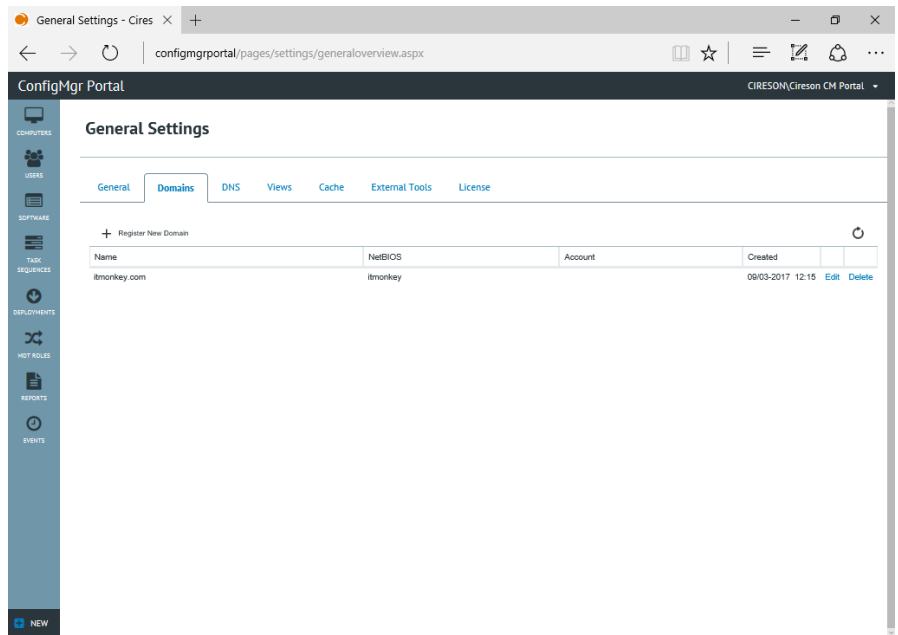 General Settings - Cires
configmgrportal/pages/settings/generaloverview.aspx
ConfigMgr Portal
CIRESON\Cireson CM Portal
COMPUTERS
USERS
SOFTWARE
TASK
SEQUENCES
DEPLOYMENTS
MDT ROLES
REPORTS
EVENTS
NEW
General Settings
General Domains DNS Views Cache External Tools License
Register New Domain
Name NetBIOS Account Created
itmonkey.com itmonkey 09/03-2017 12:15 Edit Delete